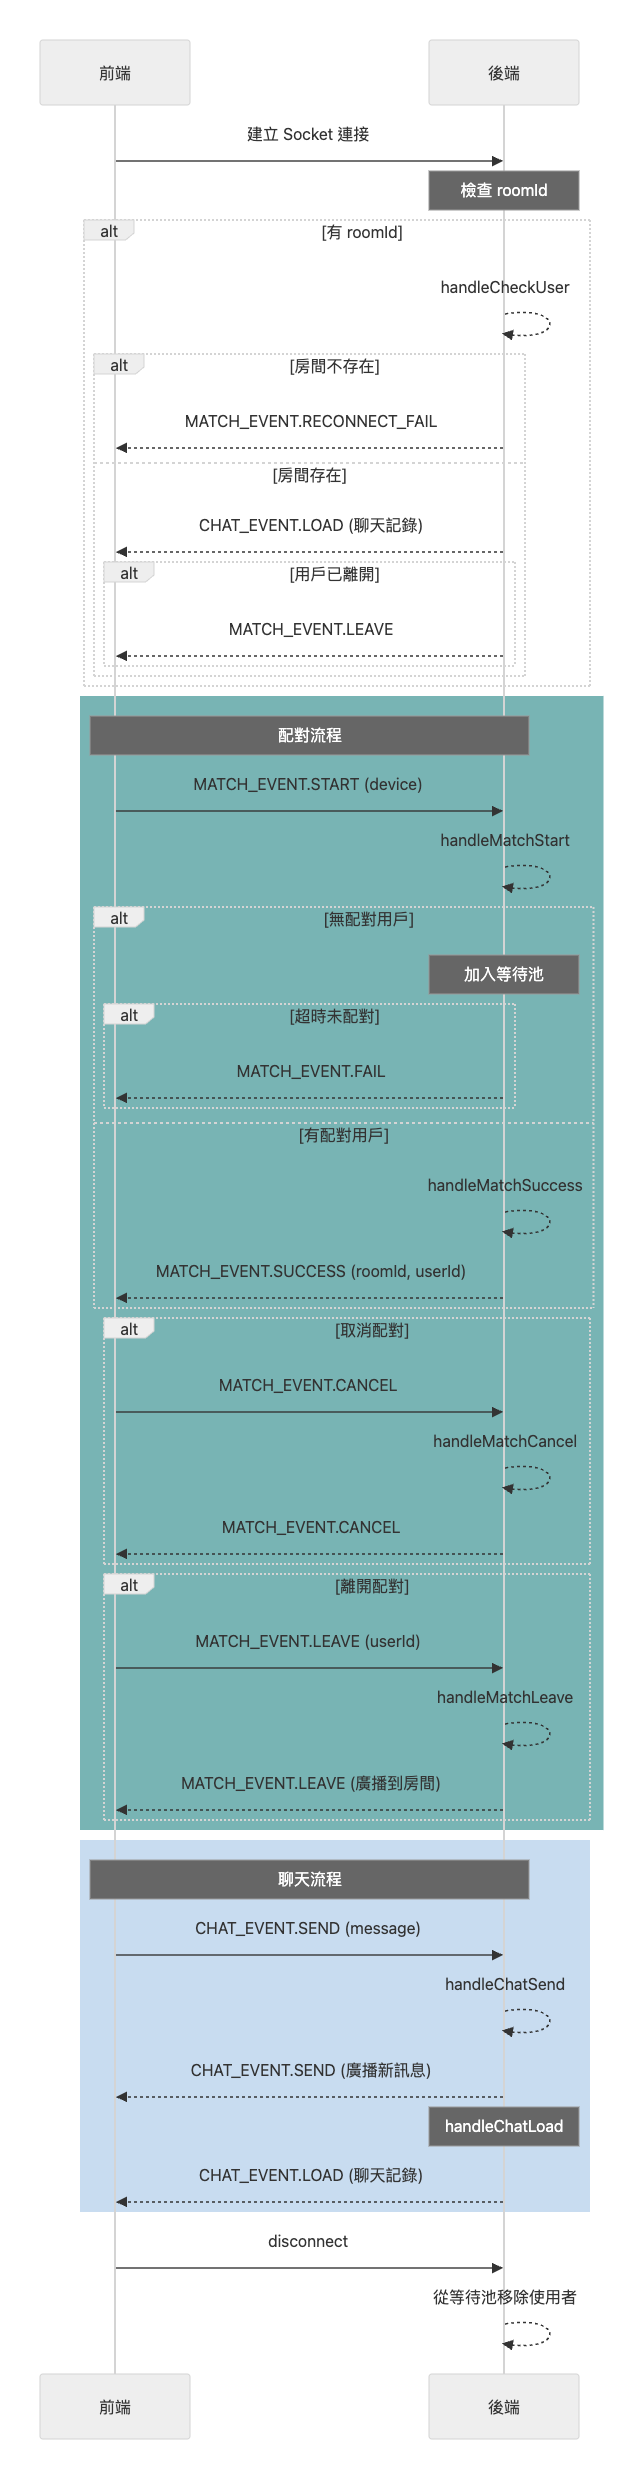 前端
後端
建立 Socket 連接
檢查 roomId
alt
[有 roomId]
handleCheckUser
alt
[房間不存在]
MATCH_EVENT.RECONNECT_FAIL
[房間存在]
CHAT_EVENT.LOAD (聊天記錄)
alt
[用戶已離開]
MATCH_EVENT.LEAVE
配對流程
MATCH_EVENT.START (device)
handleMatchStart
alt
[無配對用戶]
加入等待池
alt
[超時未配對]
MATCH_EVENT.FAIL
[有配對用戶]
handleMatchSuccess
MATCH_EVENT.SUCCESS (roomId, userId)
alt
[取消配對]
MATCH_EVENT.CANCEL
handleMatchCancel
MATCH_EVENT.CANCEL
alt
[離開配對]
MATCH_EVENT.LEAVE (userId)
handleMatchLeave
MATCH_EVENT.LEAVE (廣播到房間)
聊天流程
CHAT_EVENT.SEND (message)
handleChatSend
CHAT_EVENT.SEND (廣播新訊息)
handleChatLoad
CHAT_EVENT.LOAD (聊天記錄)
disconnect
從等待池移除使用者
前端
後端